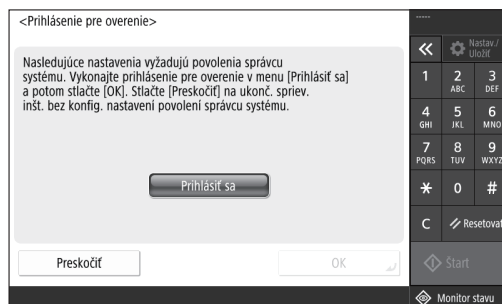 <Prihlásenie pre overenie>
Nasledujúce nastavenia vyžadujú povolenia správcu
systému. Vykonajte prihlásenie pre overenie v menu [Prihlásiť sa]
a potom stlačte [OK]. Stlačte [Preskočiť] na ukonč. spriev.
inšt. bez konfig. nastavení povolení správcu systému.
Prihlásiť sa
Preskočiť
OK
-----
Nastav./
Uložiť
1 2 3
ABC DEF
4 5 6
GHI JKL MNO
7 8 9
PQRS TUV WXYZ
* 0 #
C Resetovať
Štart
Monitor stavu